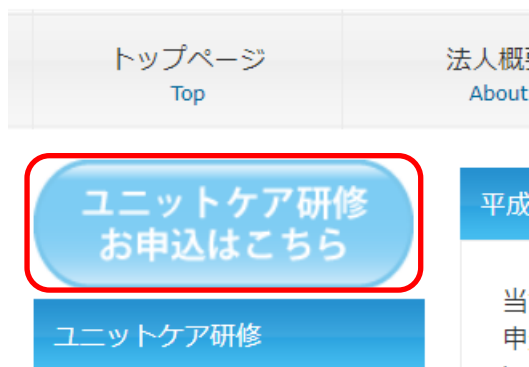 トップページ
Top
法人概要
About
ユニットケア研修
お申込はこちら
ユニットケア研修
平成
当
申